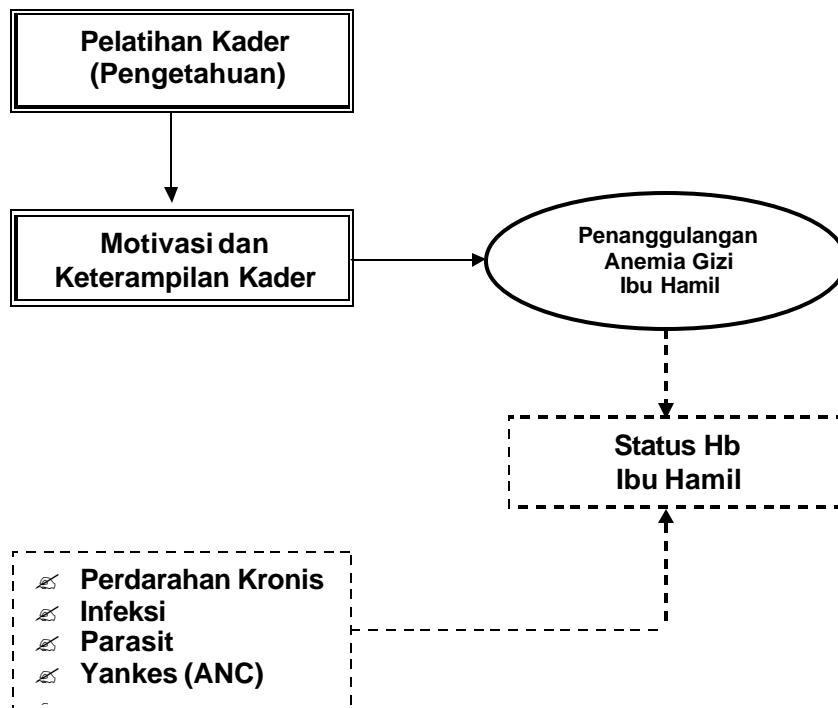 Pelatihan Kader
(Pengetahuan)
Motivasi dan
Keterampilan Kader
Penanggulangan
Anemia Gizi
Ibu Hamil
Status Hb
Ibu Hamil
Perdarahan Kronis
Infeksi
Parasit
Yankes (ANC)